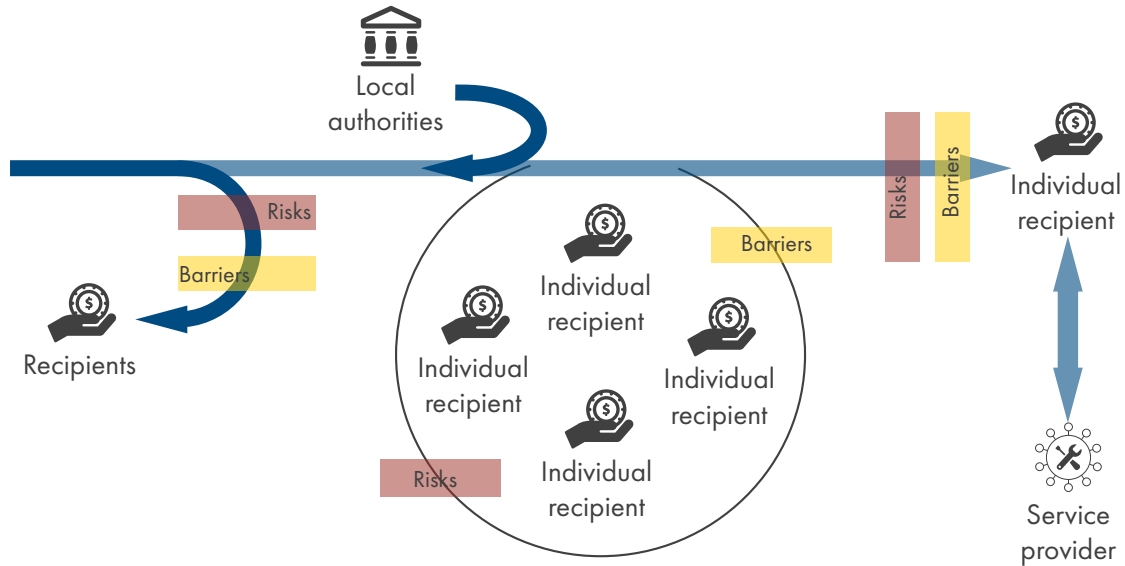 Local
authorities
Risks
Barriers
Recipients
Individual
recipient
Individual
recipient
Individual
recipient
Individual
recipient
Barriers
Risks
Risks
Barriers
Individual
recipient
Service
provider